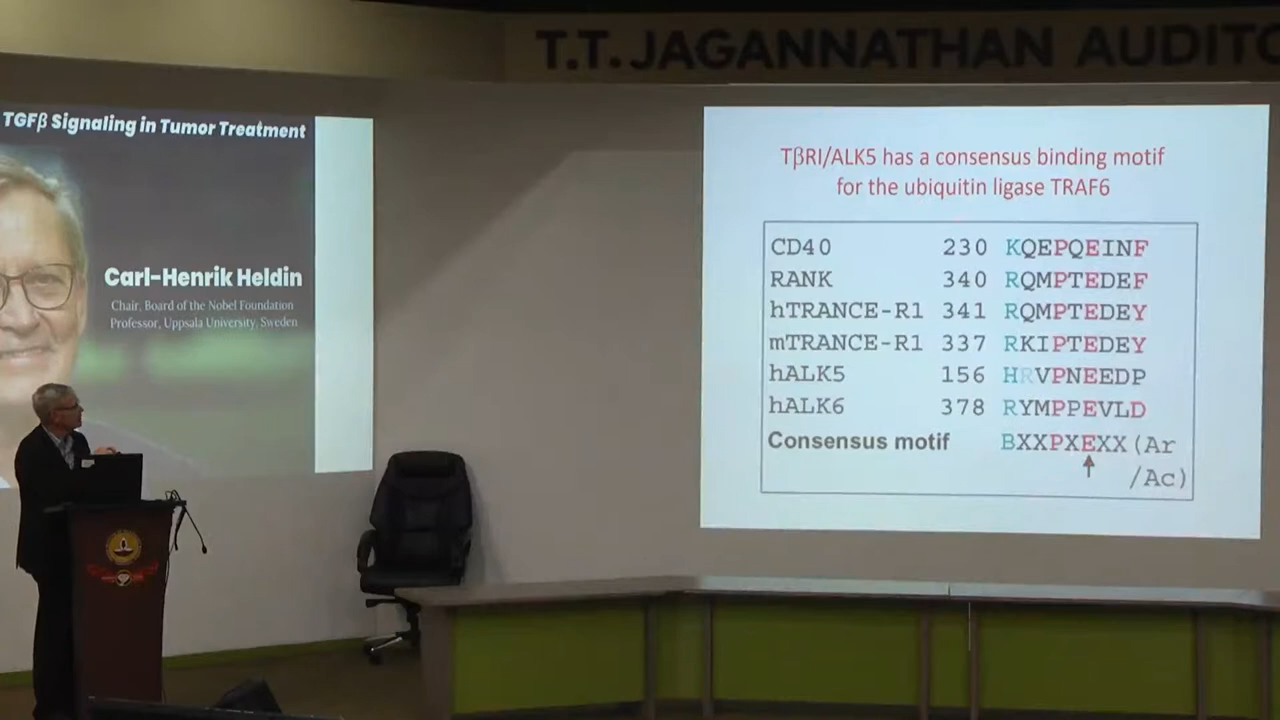 T.T. JAGANNATHAN AUDITO
TGFβ Signaling in Tumor Treatment
Carl-Henrik Heldin
Chair, Board of the Nobel Foundation
Professor, Uppsala University, Sweden
TβRI/ALK5 has a consensus binding motif
for the ubiquitin ligase TRAF6
CD40 230 KQEPQEINF
RANK 340 RQMPTEDEF
hTRANCE-R1 341 RQMPTEDEY
mTRANCE-R1 337 RKIPTEDEY
hALK5 156 HRVPNEEDP
hALK6 378 RYMPPEVLD
Consensus motif BXXPXEXX(Ar
/Ac)